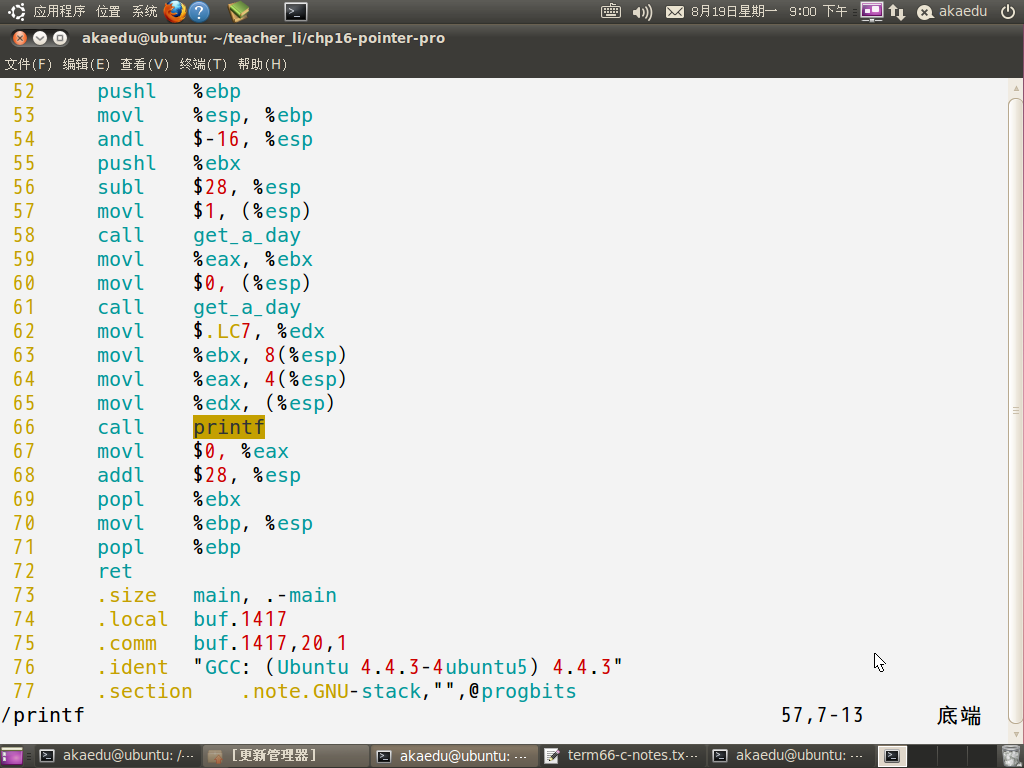 应用程序 位置 系统 8月19日星期一 9:00 下午 akaedu
akaedu@ubuntu: ~/teacher_li/chp16-pointer-pro
文件(F) 编辑(E) 查看(V) 终端(T) 帮助(H)
52 pushl %ebp
53 movl %esp, %ebp
54 andl $-16, %esp
55 pushl %ebx
56 subl $28, %esp
57 movl $1, (%esp)
58 call get_a_day
59 movl %eax, %ebx
60 movl $0, (%esp)
61 call get_a_day
62 movl $.LC7, %edx
63 movl %ebx, 8(%esp)
64 movl %eax, 4(%esp)
65 movl %edx, (%esp)
66 call printf
67 movl $0, %eax
68 addl $28, %esp
69 popl %ebx
70 movl %ebp, %esp
71 popl %ebp
72 ret
73 .size main, .-main
74 .local buf.1417
75 .comm buf.1417,20,1
76 .ident "GCC: (Ubuntu 4.4.3-4ubuntu5) 4.4.3"
77 .section .note.GNU-stack,"",@progbits
/printf 57,7-13 底端
akaedu@ubuntu: /... [更新管理器] akaedu@ubuntu: ... term66-c-notes.tx... akaedu@ubuntu: ...